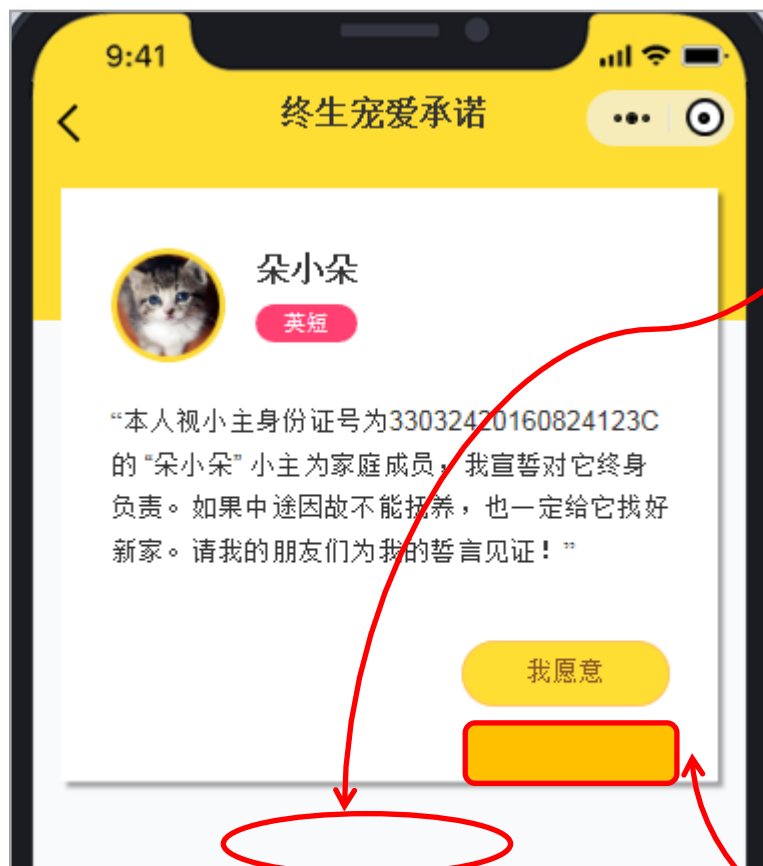 9:41
终生宠爱承诺
朵小朵
英短
“本人视小主身份证号为33032420160824123C
的“朵小朵”小主为家庭成员，我宣誓对它终身
负责。如果中途因故不能抚养，也一定给它找好
新家。请我的朋友们为我的誓言见证！”
我愿意